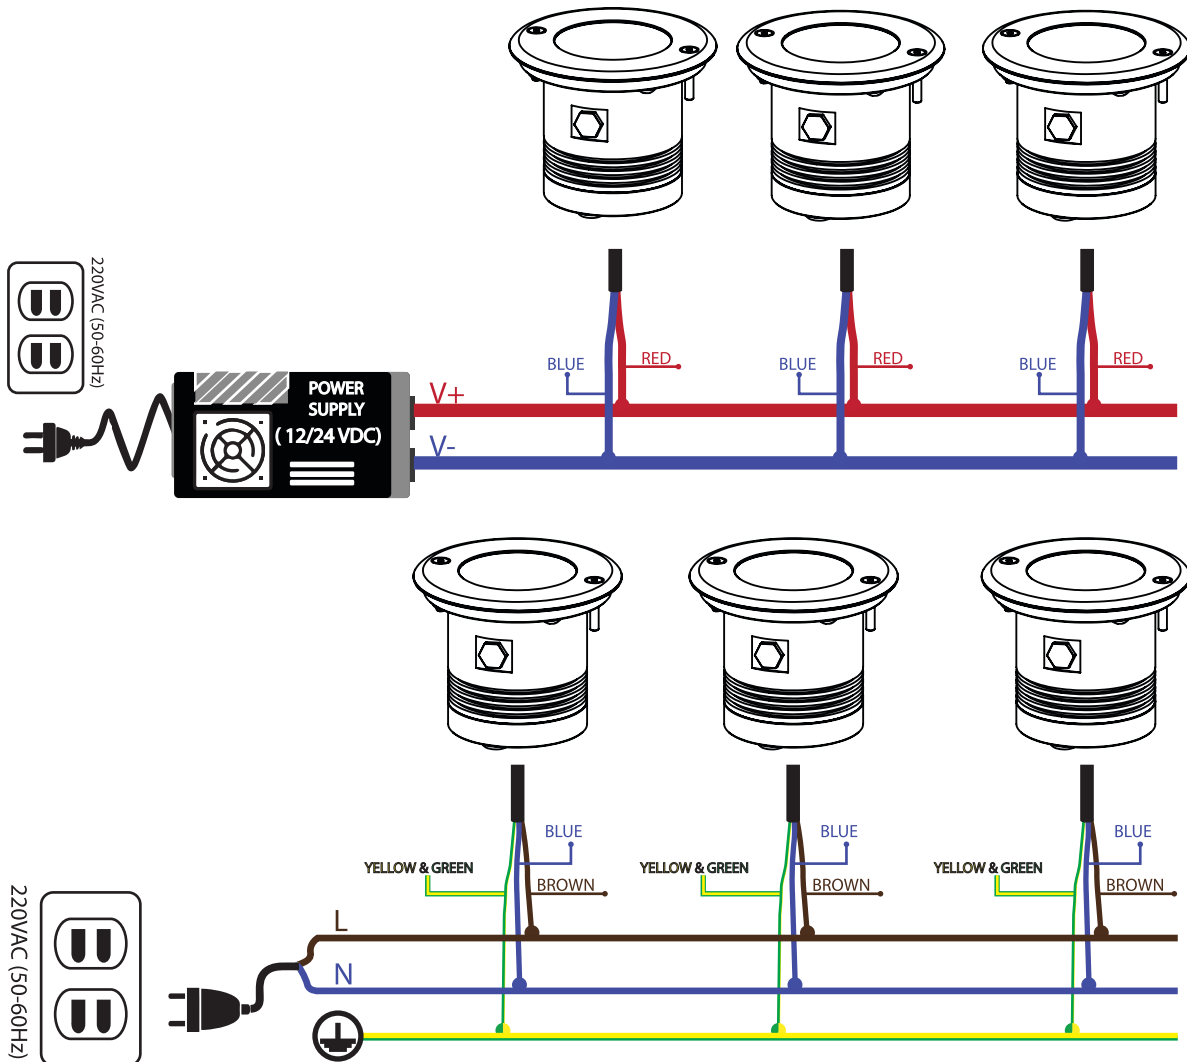 220VAC (50-60Hz)
POWER
SUPPLY
( 12/24 VDC)
V+
V-
BLUE
RED
BLUE
RED
BLUE
RED
YELLOW & GREEN
BLUE
BROWN
YELLOW & GREEN
BLUE
BROWN
YELLOW & GREEN
BLUE
BROWN
220VAC (50-60Hz)
L
N